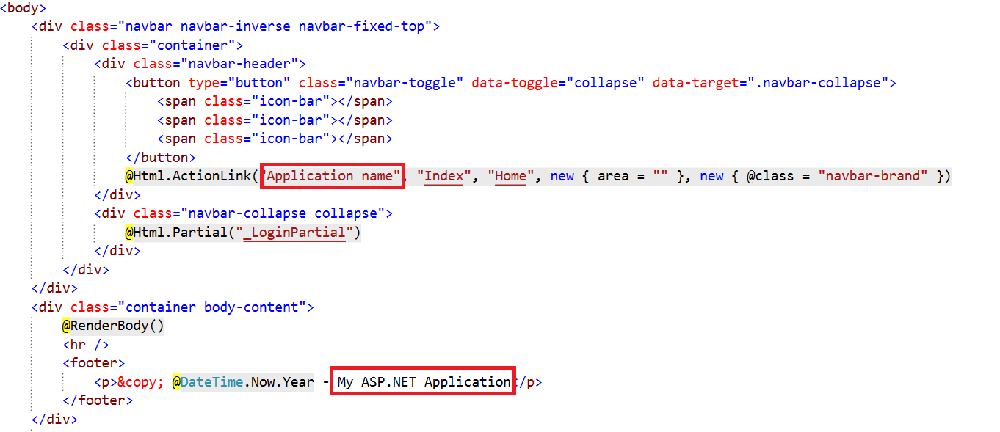 <body>
<div class="navbar navbar-inverse navbar-fixed-top">
<div class="container">
<div class="navbar-header">
<button type="button" class="navbar-toggle" data-toggle="collapse" data-target=".navbar-collapse">
<span class="icon-bar"></span>
<span class="icon-bar"></span>
<span class="icon-bar"></span>
</button>
@Html.ActionLink("Application name", "Index", "Home", new { area = "" }, new { @class = "navbar-brand" })
</div>
<div class="navbar-collapse collapse">
@Html.Partial("_LoginPartial")
</div>
</div>
</div>
<div class="container body-content">
@RenderBody()
<hr />
<footer>
<p>&copy; @DateTime.Now.Year - My ASP.NET Application</p>
</footer>
</div>